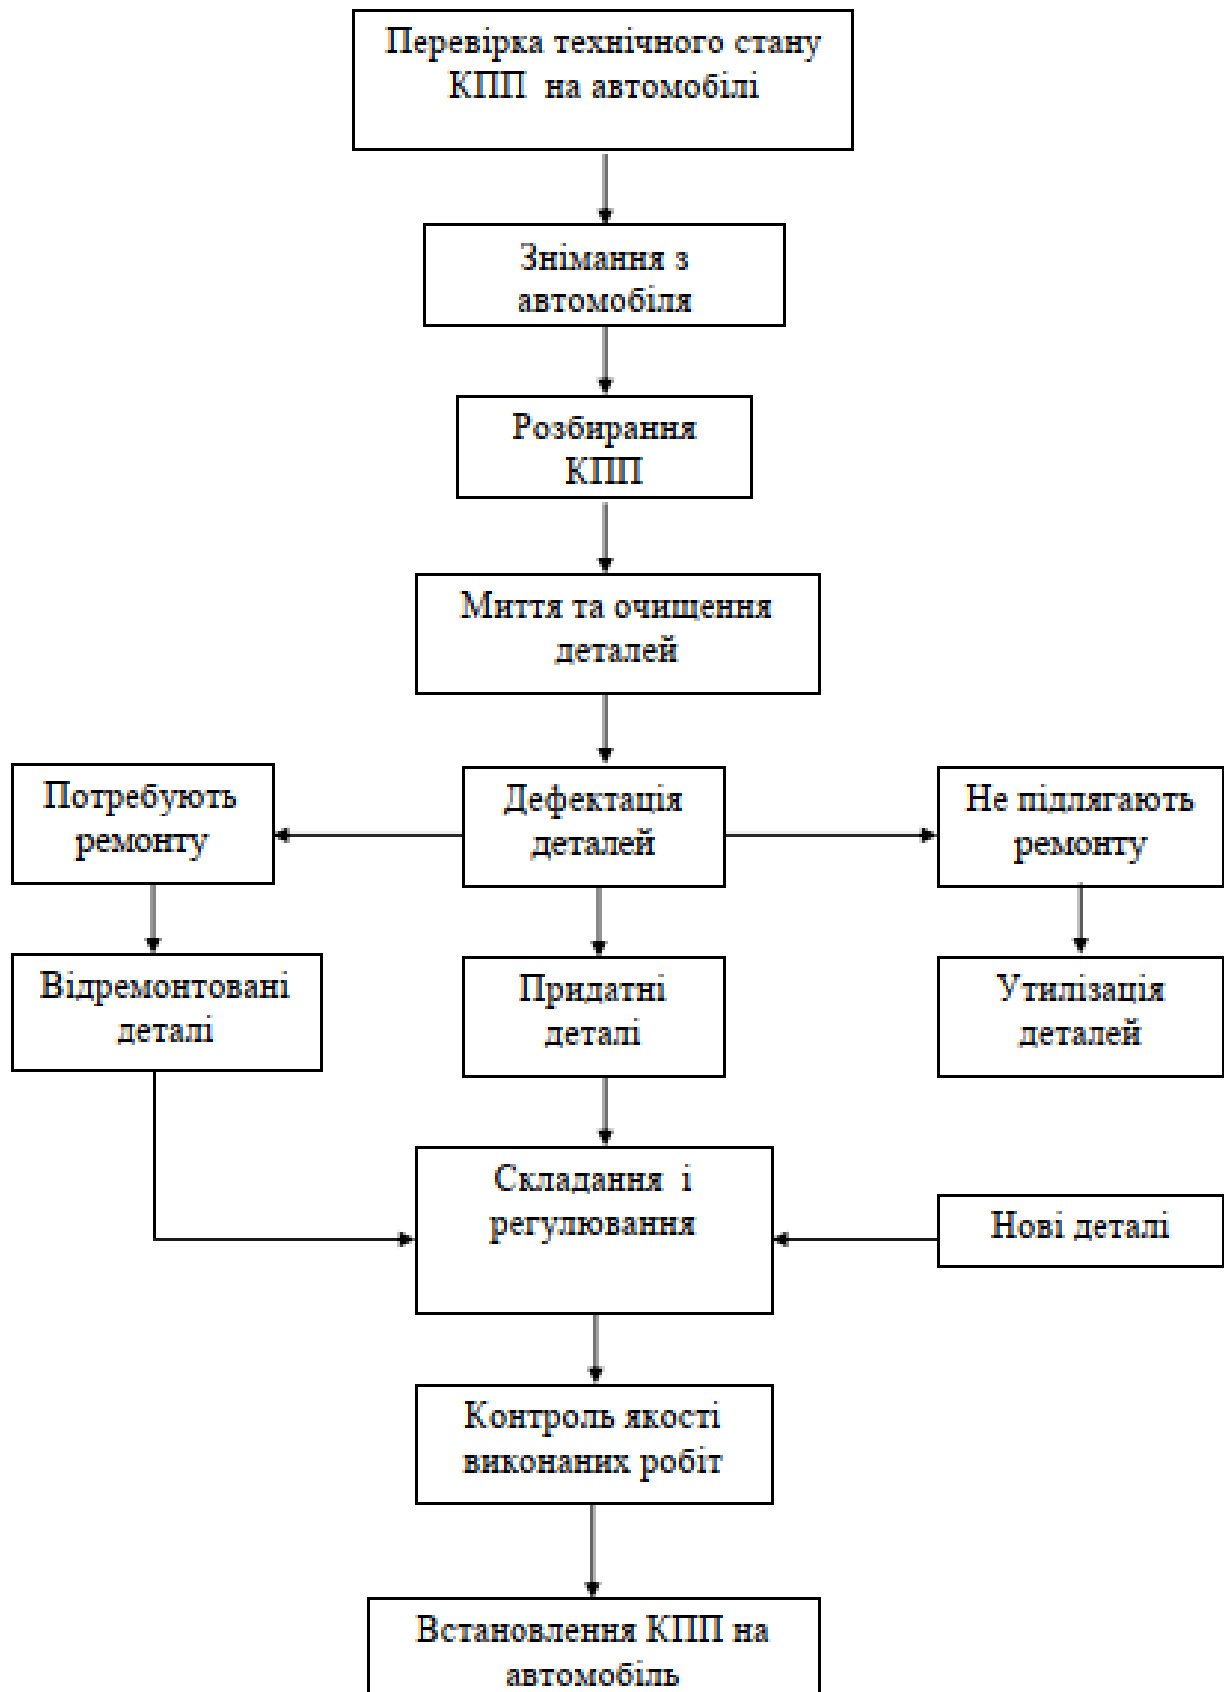 Перевірка технічного стану
КПП на автомобілі
Знімання з
автомобіля
Розбирання
КПП
Миття та очищення
деталей
Потребують
ремонту
Дефектація
деталей
Не підлягають
ремонту
Відремонтовані
деталі
Придатні
деталі
Утилізація
деталей
Складання і
регулювання
Нові деталі
Контроль якості
виконаних робіт
Встановлення КПП на
автомобіль